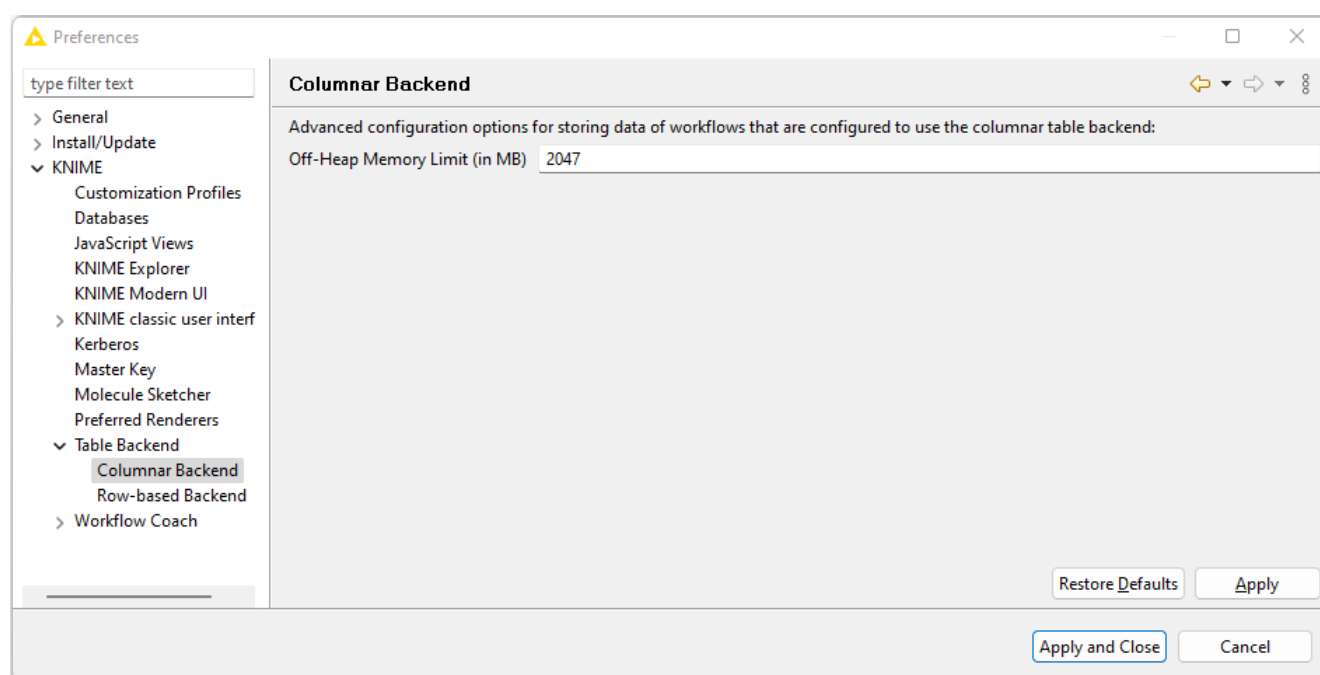 Preferences
type filter text
General
Install/Update
KNIME
Customization Profiles
Databases
JavaScript Views
KNIME Explorer
KNIME Modern UI
KNIME classic user interf
Kerberos
Master Key
Molecule Sketcher
Preferred Renderers
Table Backend
Columnar Backend
Row-based Backend
Workflow Coach
Columnar Backend
Advanced configuration options for storing data of workflows that are configured to use the columnar table backend:
Off-Heap Memory Limit (in MB) 2047
Restore Defaults Apply
Apply and Close Cancel